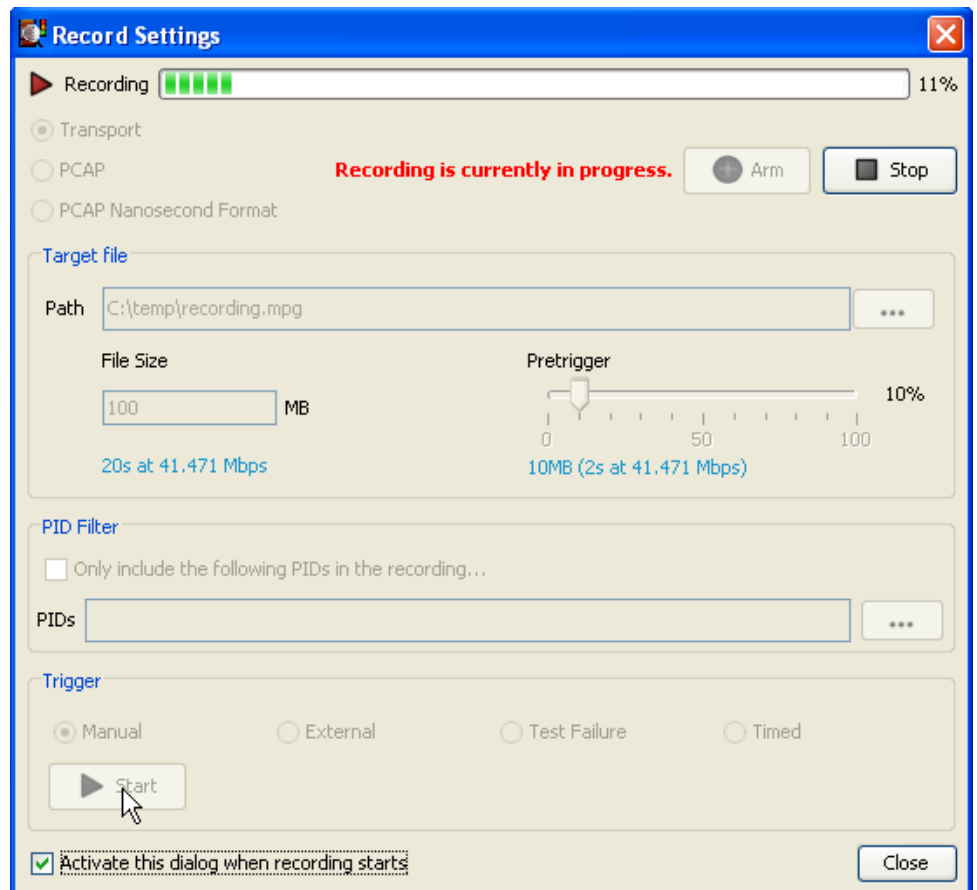 Record Settings
Recording 11%
Transport
PCAP
Recording is currently in progress. Arm Stop
PCAP Nanosecond Format
Target file
Path C:\temp\recording.mpg ...
File Size Pretrigger
100 MB 10%
0 50 100
20s at 41.471 Mbps 10MB (2s at 41.471 Mbps)
PID Filter
Only include the following PIDs in the recording...
PIDs ...
Trigger
Manual External Test Failure Timed
Start
Activate this dialog when recording starts Close